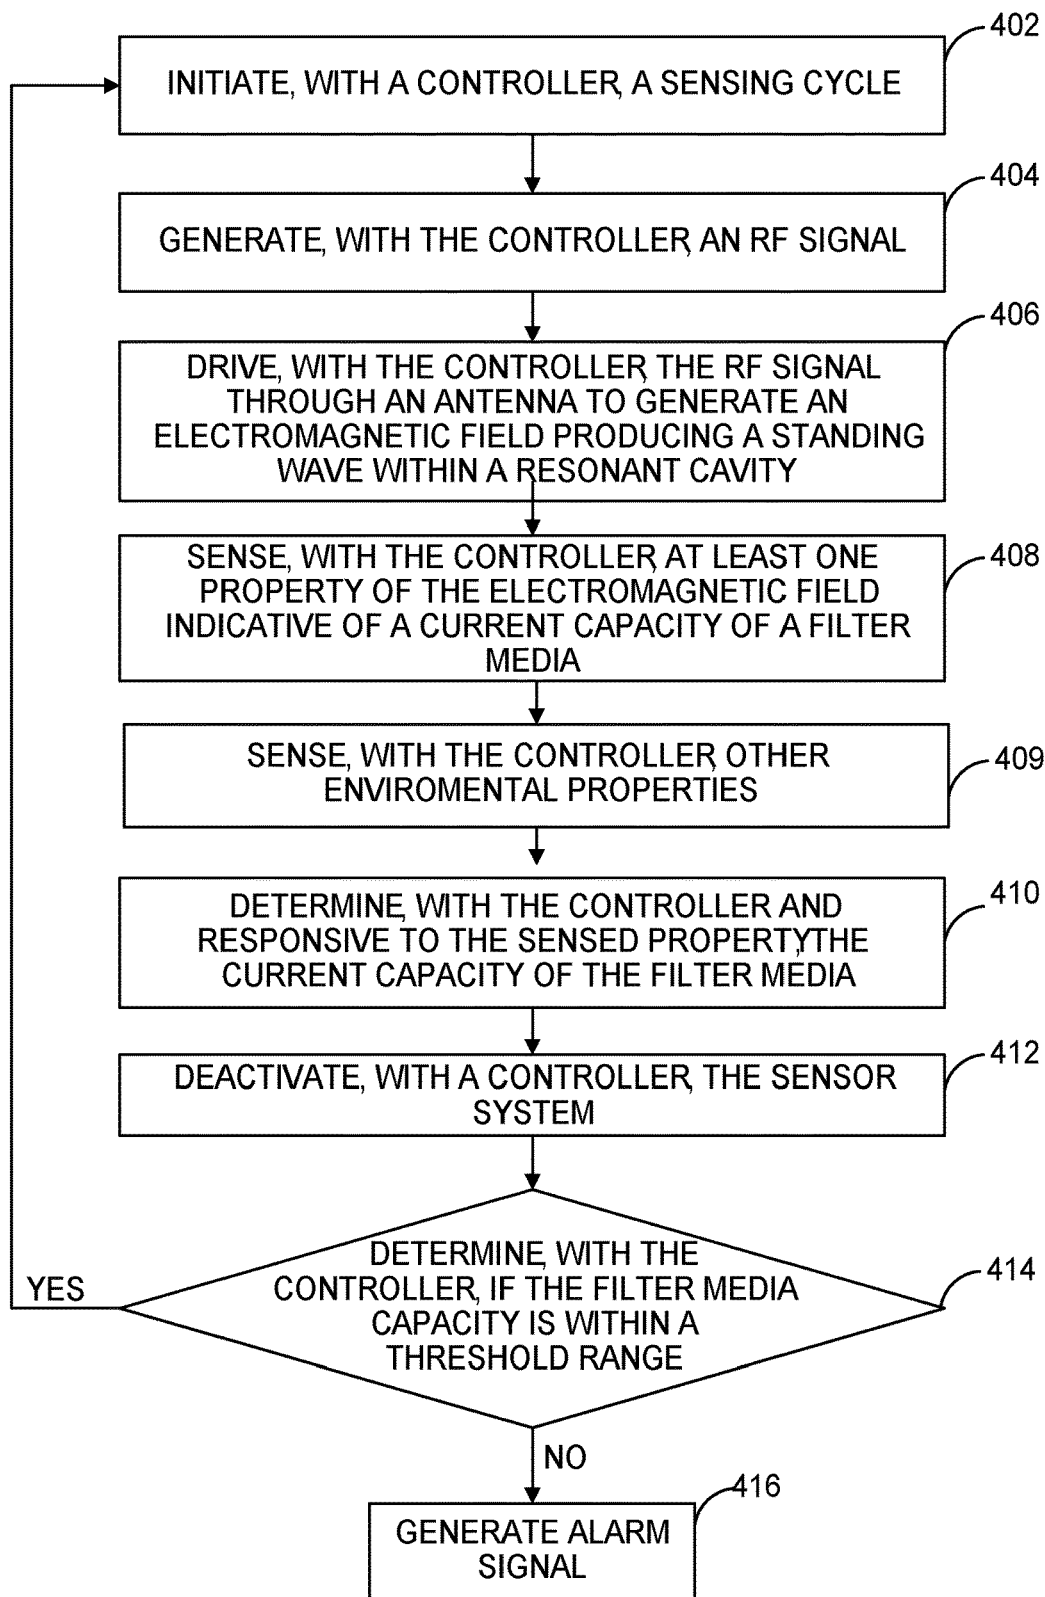 402
INITIATE, WITH A CONTROLLER, A SENSING CYCLE
404
GENERATE, WITH THE CONTROLLER, AN RF SIGNAL
406
DRIVE, WITH THE CONTROLLER, THE RF SIGNAL
THROUGH AN ANTENNA TO GENERATE AN
ELECTROMAGNETIC FIELD PRODUCING A STANDING
WAVE WITHIN A RESONANT CAVITY
408
SENSE, WITH THE CONTROLLER, AT LEAST ONE
PROPERTY OF THE ELECTROMAGNETIC FIELD
INDICATIVE OF A CURRENT CAPACITY OF A FILTER
MEDIA
409
SENSE, WITH THE CONTROLLER, OTHER
ENVIROMENTAL PROPERTIES
410
DETERMINE, WITH THE CONTROLLER AND
RESPONSIVE TO THE SENSED PROPERTY,THE
CURRENT CAPACITY OF THE FILTER MEDIA
412
DEACTIVATE, WITH A CONTROLLER, THE SENSOR
SYSTEM
414
DETERMINE, WITH THE
CONTROLLER, IF THE FILTER MEDIA
CAPACITY IS WITHIN A
THRESHOLD RANGE
YES
NO
416
GENERATE ALARM
SIGNAL